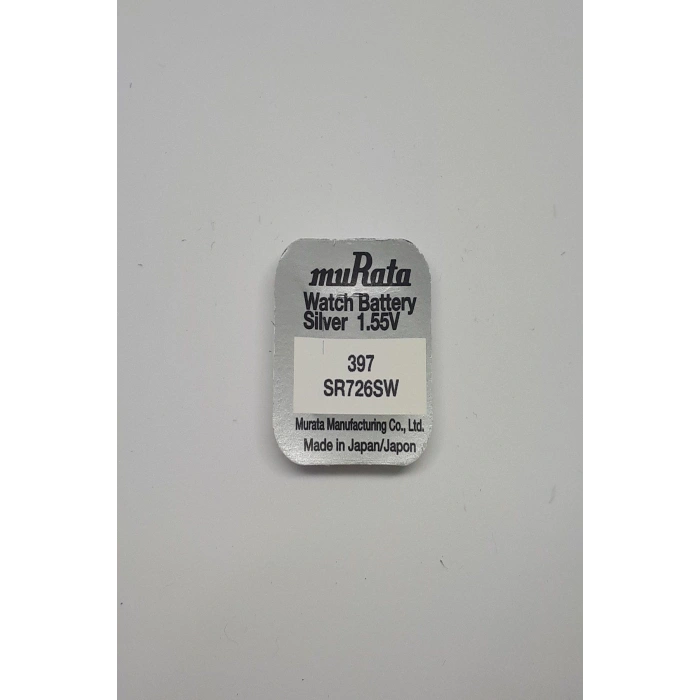 muRata
Watch Battery
Silver 1.55V
397
SR726SW
Murata Manufacturing Co., Ltd.
Made in Japan/Japon